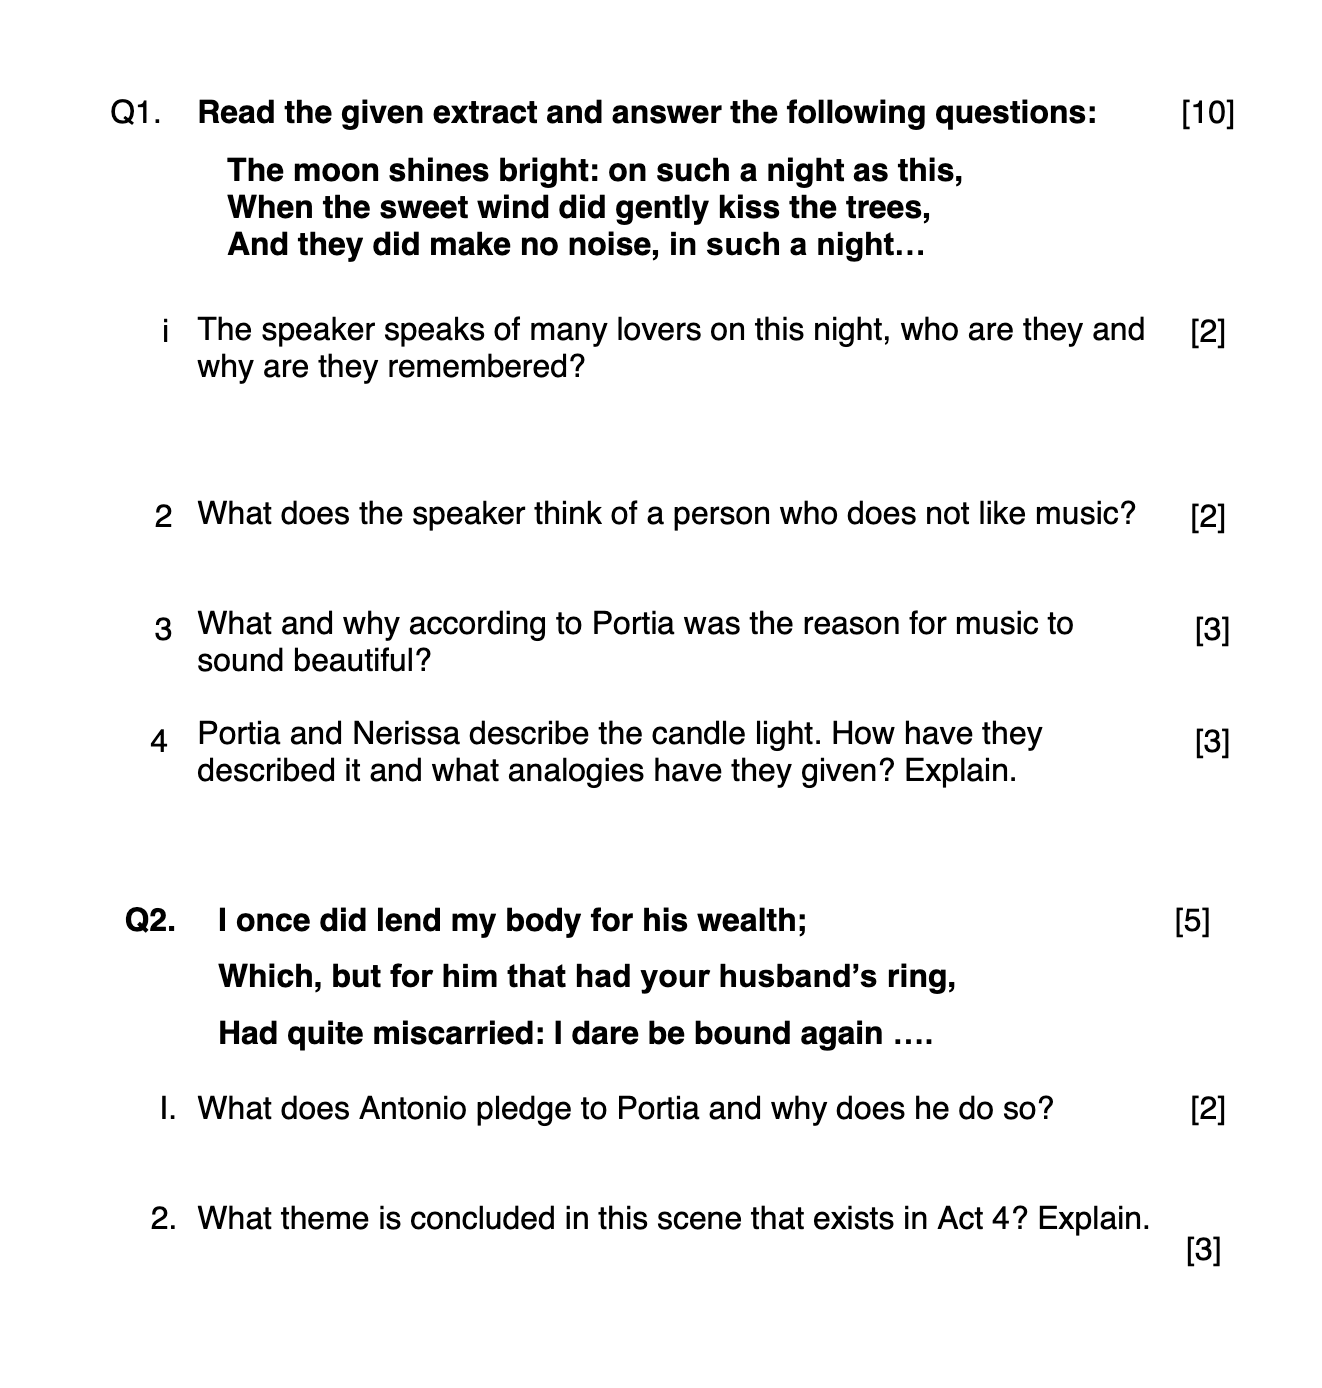 Q1. Read the given extract and answer the following questions: [10]
The moon shines bright: on such a night as this,
When the sweet wind did gently kiss the trees,
And they did make no noise, in such a night…
i The speaker speaks of many lovers on this night, who are they and [2]
why are they remembered?
2 What does the speaker think of a person who does not like music? [2]
3 What and why according to Portia was the reason for music to [3]
sound beautiful?
4 Portia and Nerissa describe the candle light. How have they [3]
described it and what analogies have they given? Explain.
Q2. I once did lend my body for his wealth; [5]
Which, but for him that had your husband’s ring,
Had quite miscarried: I dare be bound again ….
I. What does Antonio pledge to Portia and why does he do so? [2]
2. What theme is concluded in this scene that exists in Act 4? Explain.
[3]